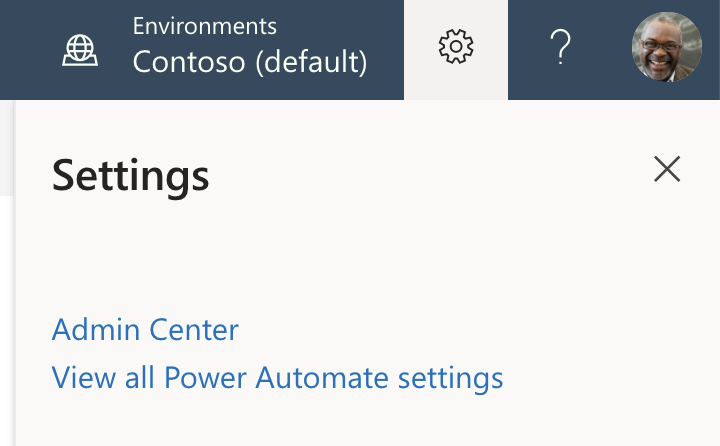 Environments
Contoso (default)
?
Settings
Admin Center
View all Power Automate settings